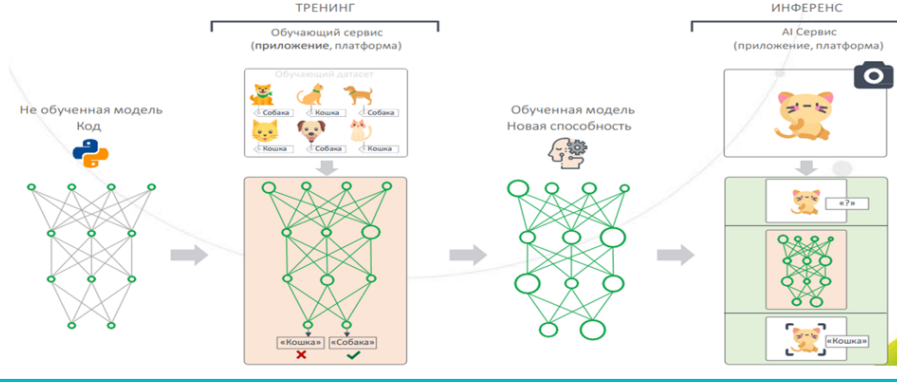 ТРЕНИНГ
Обучающий сервис
(приложение, платформа)
Обучающий датасет
Собака
Кошка
Собака
Кошка
Собака
Кошка
Не обученная модель
Код
«Кошка»
«Собака»
Обученная модель
Новая способность
ИНФЕРЕНС
AI Сервис
(приложение, платформа)
«?»
«Кошка»